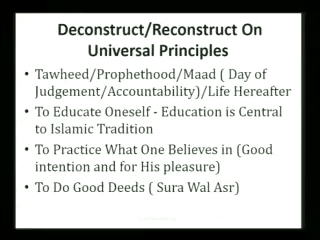 Deconstruct/Reconstruct On
Universal Principles
• Tawheed/Prophethood/Maad ( Day of
Judgement/Accountability)/Life Hereafter
• To Educate Oneself - Education is Central
to Islamic Tradition
• To Practice What One Believes in (Good
intention and for His pleasure)
• To Do Good Deeds ( Sura Wal Asr)